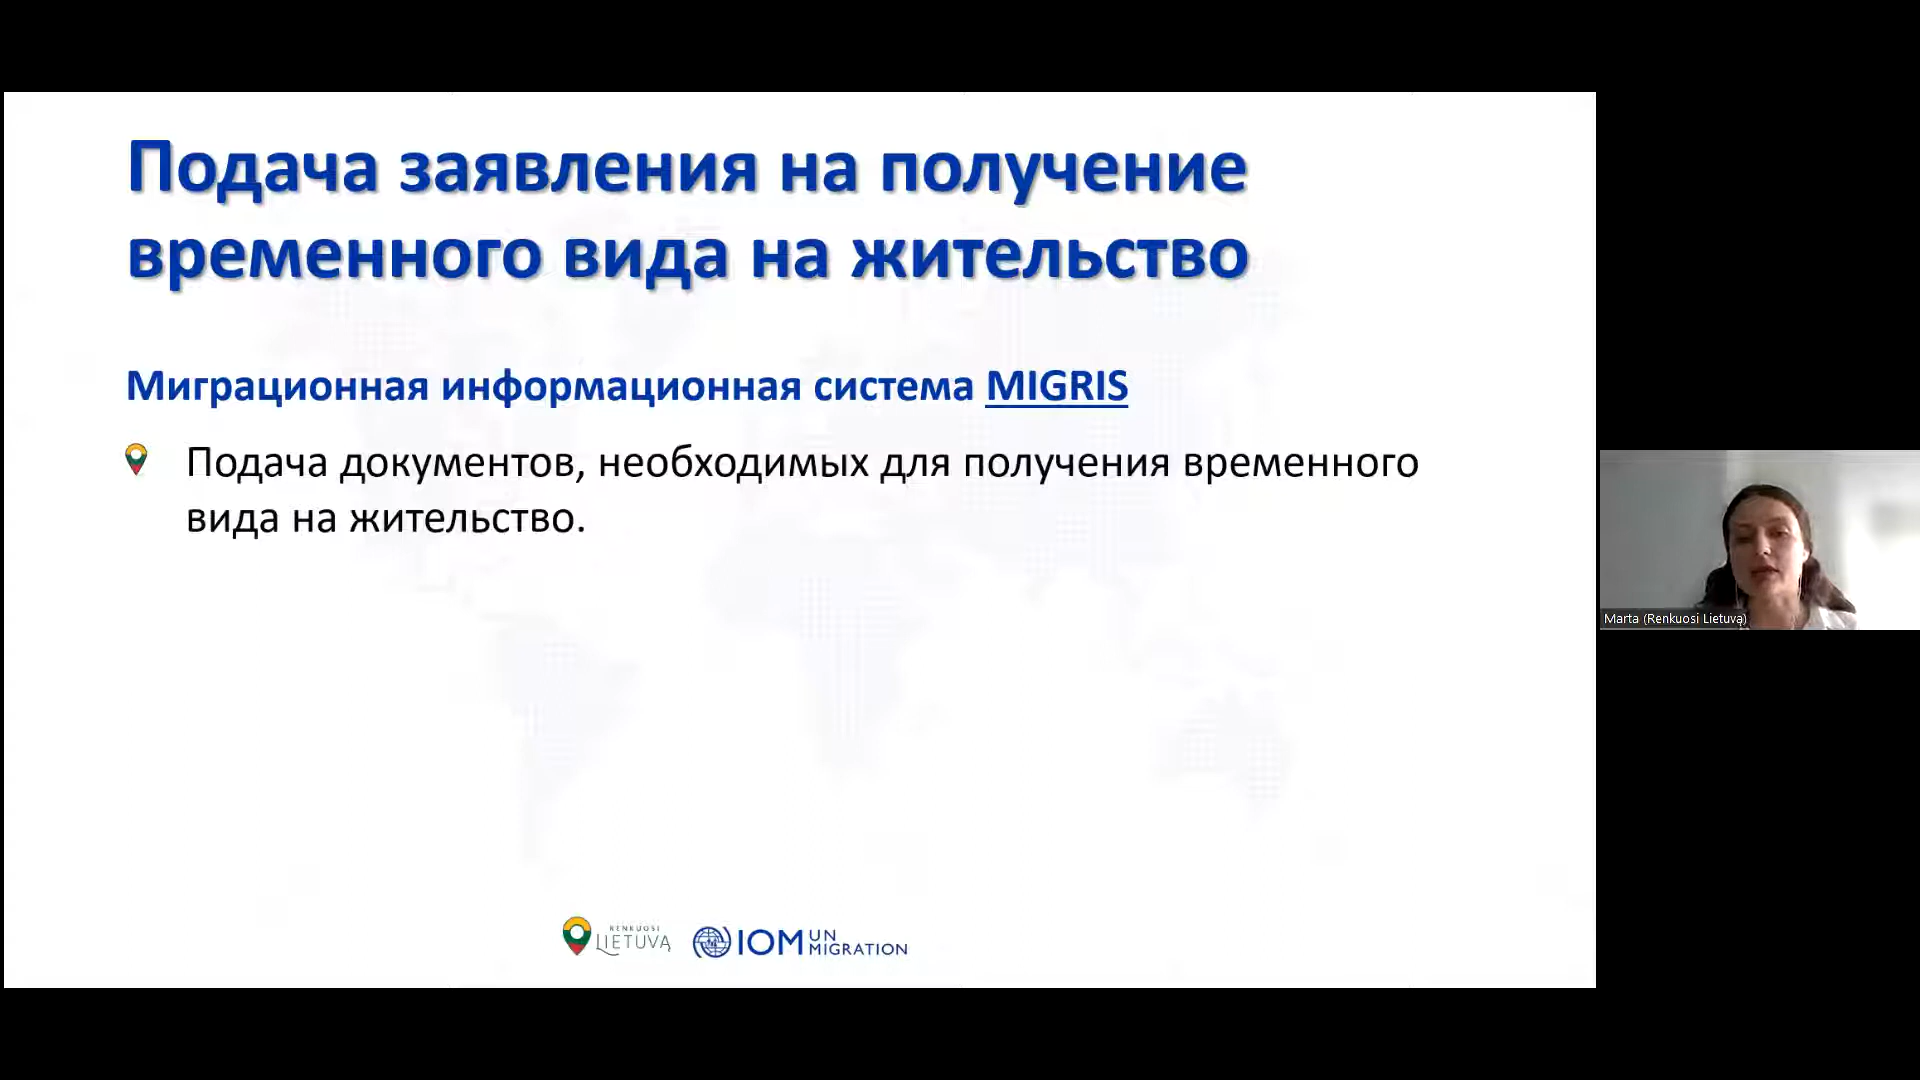 Подача заявления на получение
временного вида на жительство
Миграционная информационная система MIGRIS
Подача документов, необходимых для получения временного
вида на жительство.
Marta (Renkuosi Lietuvą)
RENKUOSI
LIETUVĄ
IOM UN
MIGRATION